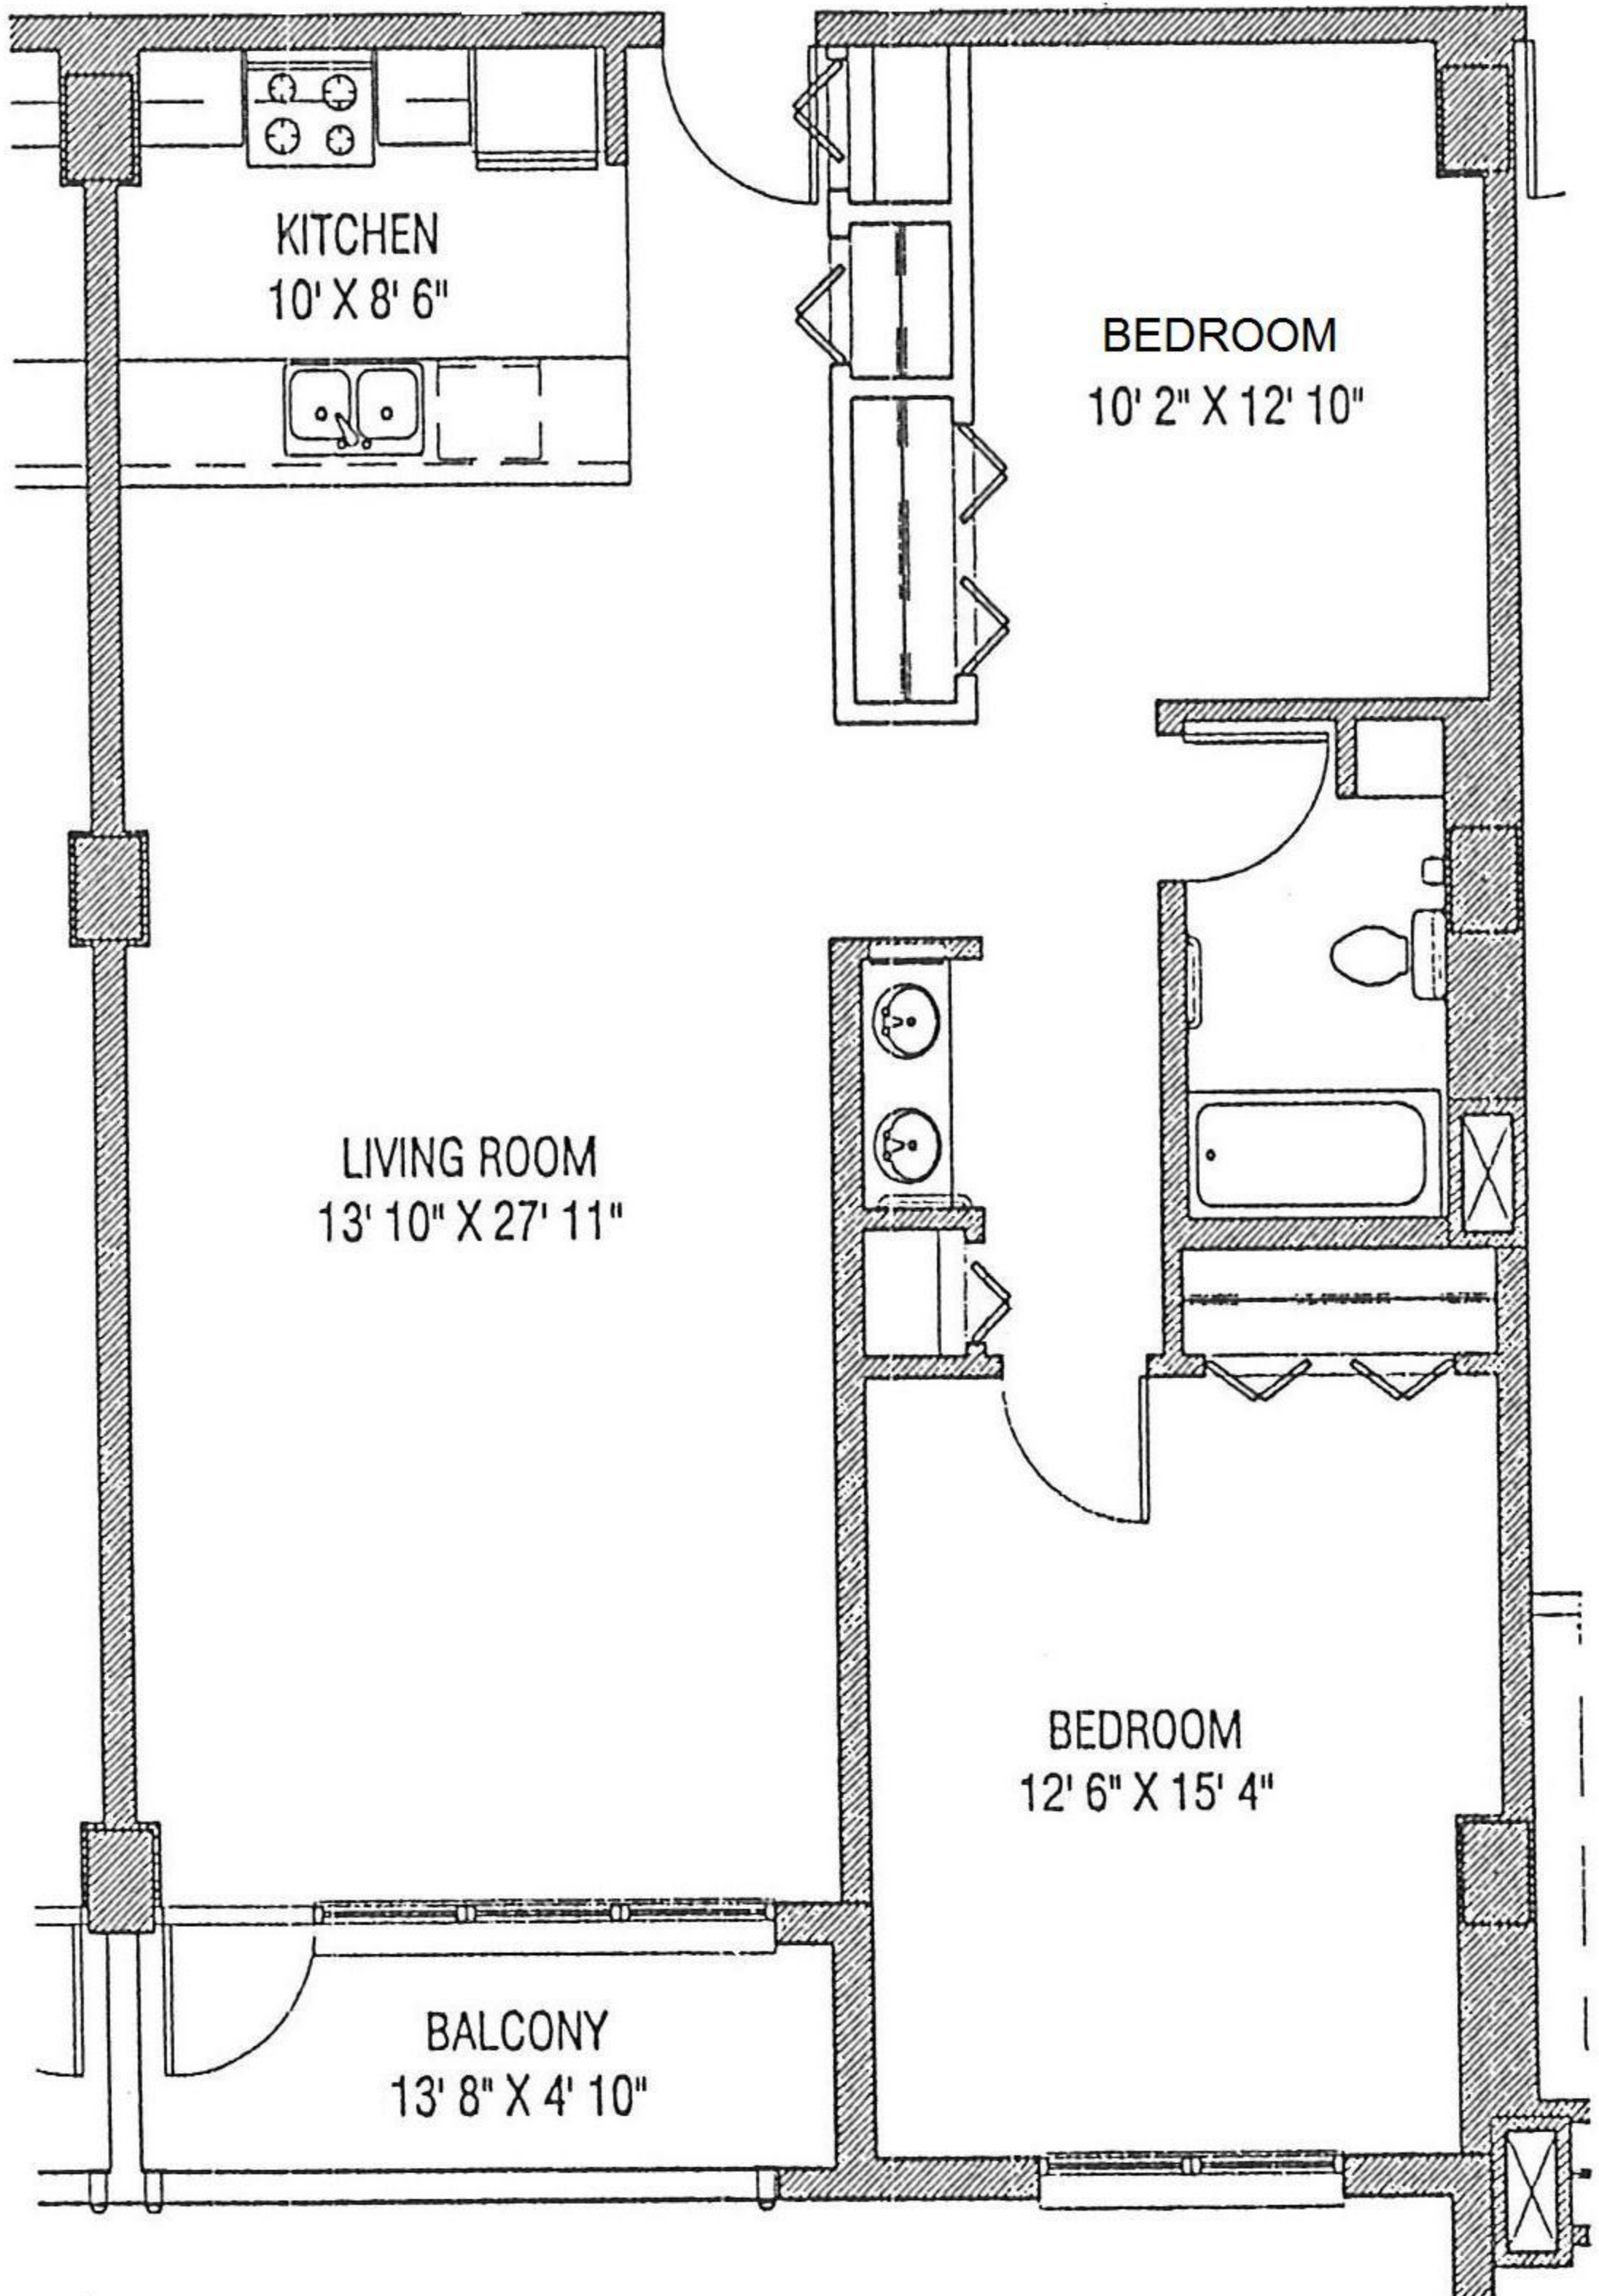 KITCHEN
10' X 8' 6"
BEDROOM
10' 2" X 12' 10"
LIVING ROOM
13' 10" X 27' 11"
BEDROOM
12' 6" X 15' 4"
BALCONY
13' 8" X 4' 10"